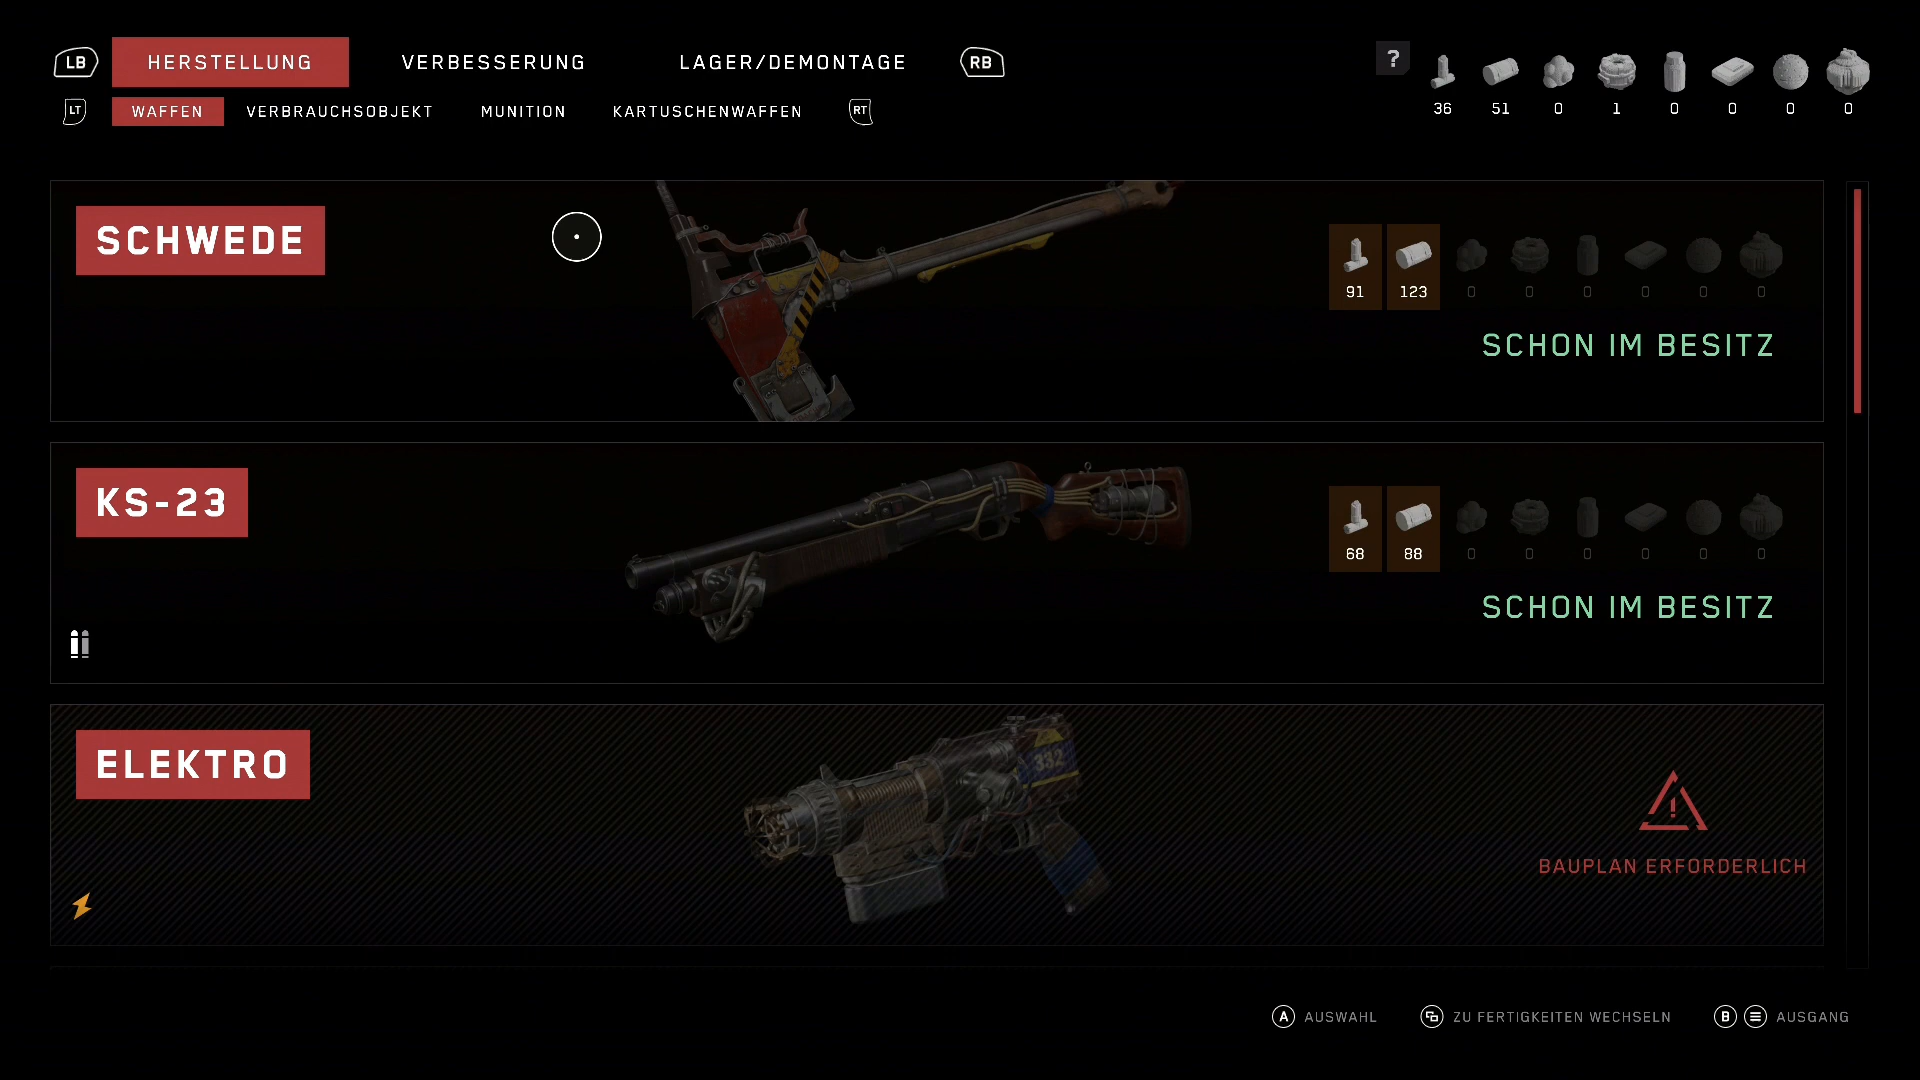 LB HERSTELLUNG VERBESSERUNG LAGER/DEMONTAGE RB ?
LT WAFFEN VERBRAUCHSOBJEKT MUNITION KARTUSCHENWAFFEN RT
36 51 0 1 0 0 0 0
SCHWEDE
91 123 0 0 0 0 0 0
SCHON IM BESITZ
KS-23
68 88 0 0 0 0 0 0
SCHON IM BESITZ
ELEKTRO
332
BAUPLAN ERFORDERLICH
A AUSWAHL ZU FERTIGKEITEN WECHSELN B AUSGANG